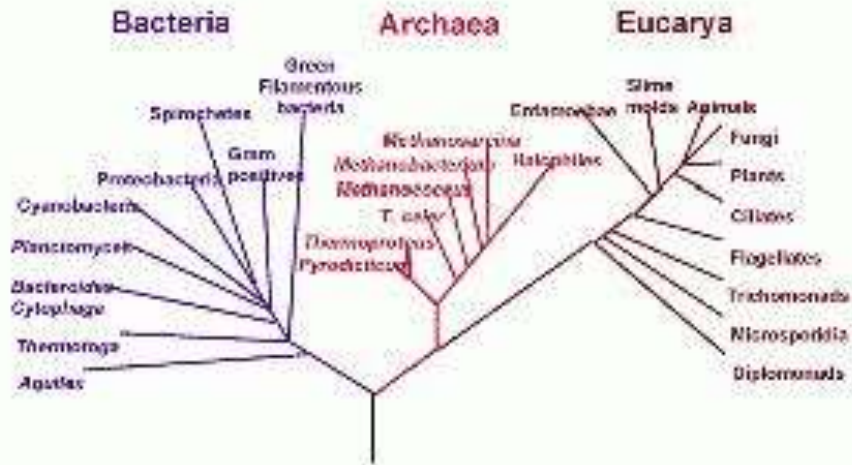 Bacteria
Archaea
Eucarya
Green
Filamentous
bacteria
Spirochetes
Gram
positives
Proteobacteria
Cyanobacteria
Planctomyces
Bacteroides
Cytophaga
Thermotoga
Aquifex
Methanosarcina
Methanobacterium
Halophiles
Methanococcus
T. celer
Thermoproteus
Pyrodicticum
Entamoebae
Slime
molds
Animals
Fungi
Plants
Ciliates
Flagellates
Trichomonads
Microsporidia
Diplomonads